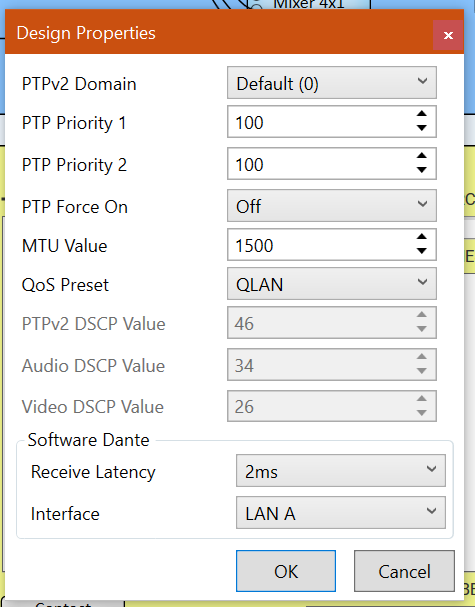 Mixer 4x1
Design Properties
x
PTPv2 Domain Default (0)
PTP Priority 1 100
PTP Priority 2 100
PTP Force On Off
MTU Value 1500
QoS Preset QLAN
PTPv2 DSCP Value 46
Audio DSCP Value 34
Video DSCP Value 26
Software Dante
Receive Latency 2ms
Interface LAN A
OK Cancel